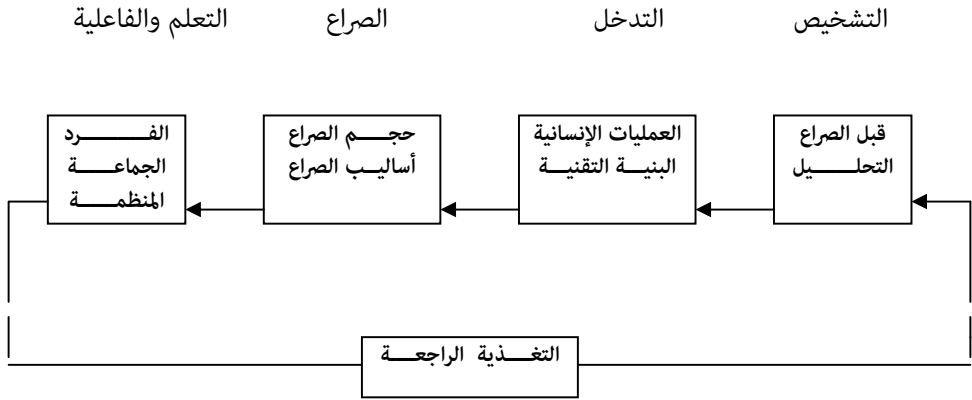 التشخيص
التدخل
الصراع
التعلم والفاعلية
قبل الصراع
التحليل
العمليات الإنسانية
البنية التقنية
حجم الصراع
أساليب الصراع
الفرد
الجماعة
المنظمة
التغذية الراجعة